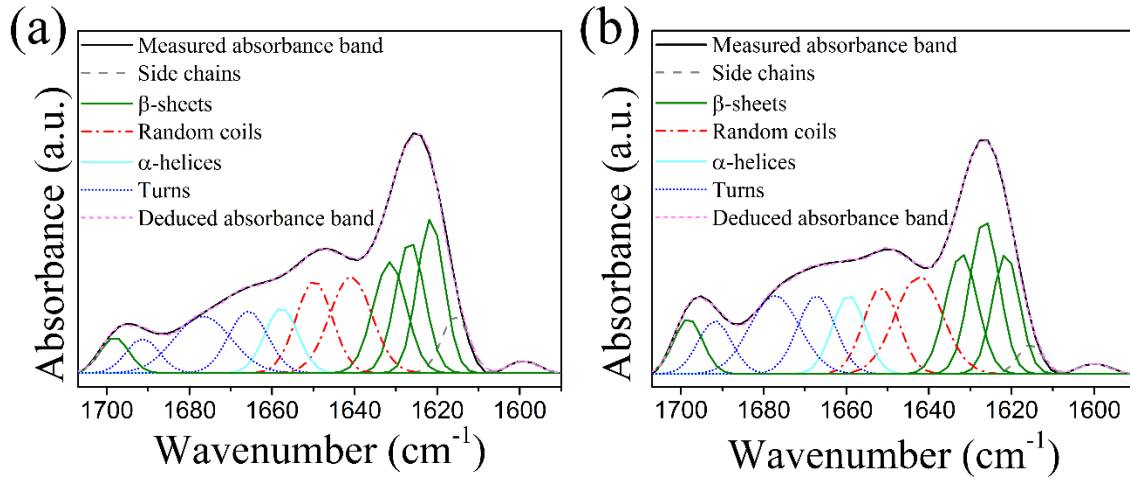 (a)
Measured absorbance band
Side chains
β-sheets
Random coils
α-helices
Turns
Deduced absorbance band
Absorbance (a.u.)
1700 1680 1660 1640 1620 1600
Wavenumber (cm-1)
(b)
Measured absorbance band
Side chains
β-sheets
Random coils
α-helices
Turns
Deduced absorbance band
Absorbance (a.u.)
1700 1680 1660 1640 1620 1600
Wavenumber (cm-1)